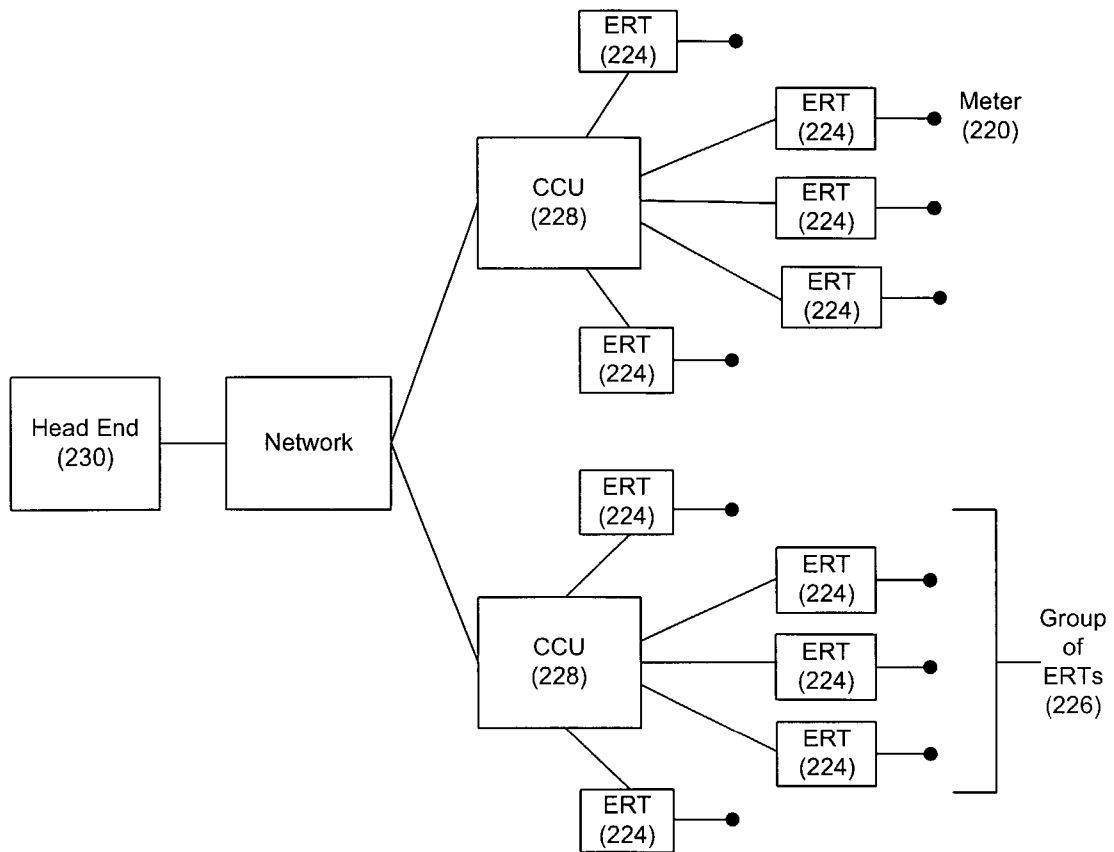 ERT
(224)
ERT
(224)
Meter
(220)
CCU
(228)
ERT
(224)
ERT
(224)
ERT
(224)
Head End
(230)
Network
ERT
(224)
ERT
(224)
CCU
(228)
ERT
(224)
ERT
(224)
ERT
(224)
Group
of
ERTs
(226)